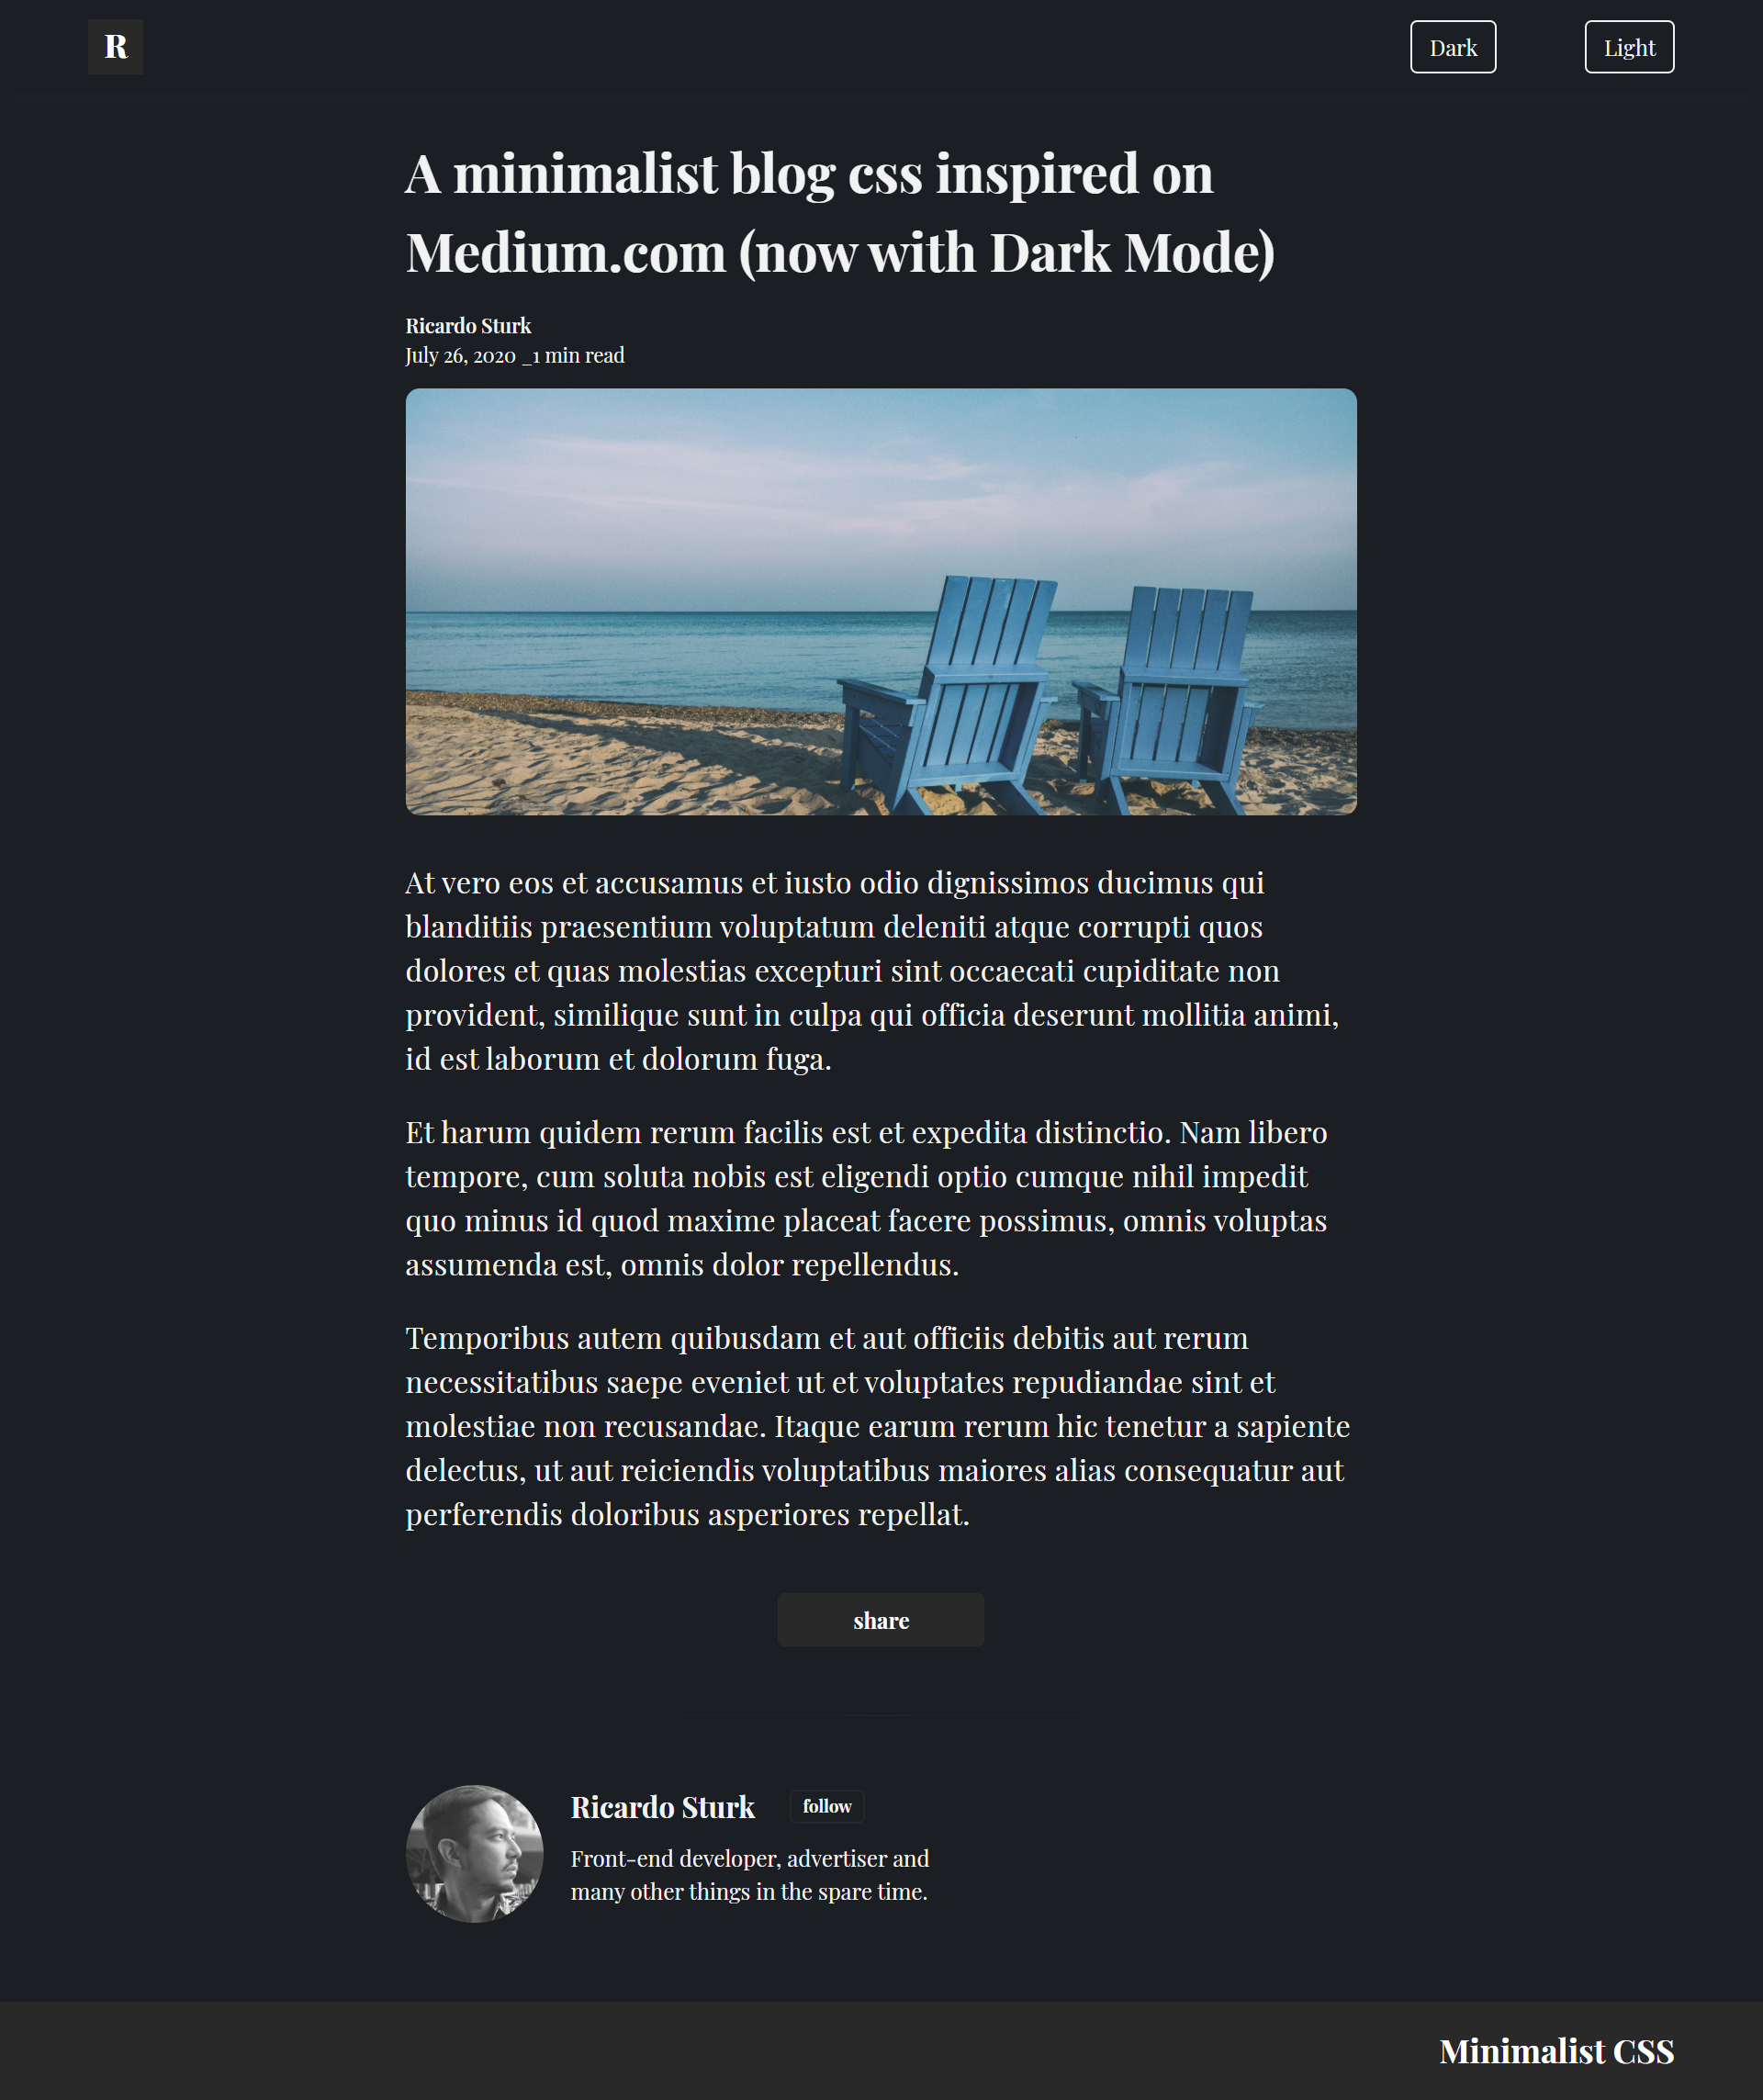 R
Dark
Light
A minimalist blog css inspired on
Medium.com (now with Dark Mode)
Ricardo Sturk
July 26, 2020 _1 min read
At vero eos et accusamus et iusto odio dignissimos ducimus qui
blanditiis praesentium voluptatum deleniti atque corrupti quos
dolores et quas molestias excepturi sint occaecati cupiditate non
provident, similique sunt in culpa qui officia deserunt mollitia animi,
id est laborum et dolorum fuga.
Et harum quidem rerum facilis est et expedita distinctio. Nam libero
tempore, cum soluta nobis est eligendi optio cumque nihil impedit
quo minus id quod maxime placeat facere possimus, omnis voluptas
assumenda est, omnis dolor repellendus.
Temporibus autem quibusdam et aut officiis debitis aut rerum
necessitatibus saepe eveniet ut et voluptates repudiandae sint et
molestiae non recusandae. Itaque earum rerum hic tenetur a sapiente
delectus, ut aut reiciendis voluptatibus maiores alias consequatur aut
perferendis doloribus asperiores repellat.
share
Ricardo Sturk
follow
Front-end developer, advertiser and
many other things in the spare time.
Minimalist CSS